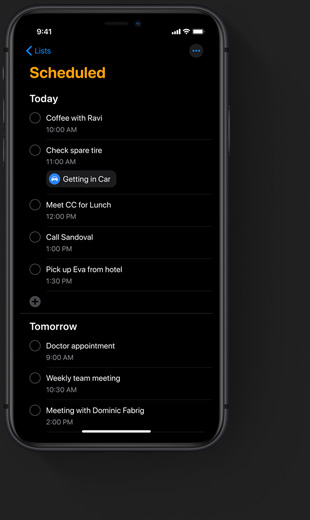 9:41
Lists
Scheduled
Today
Coffee with Ravi
10:00 AM
Check spare tire
11:00 AM
Getting in Car
Meet CC for Lunch
12:00 PM
Call Sandoval
1:00 PM
Pick up Eva from hotel
1:30 PM
Tomorrow
Doctor appointment
9:00 AM
Weekly team meeting
10:30 AM
Meeting with Dominic Fabrig
2:00 PM